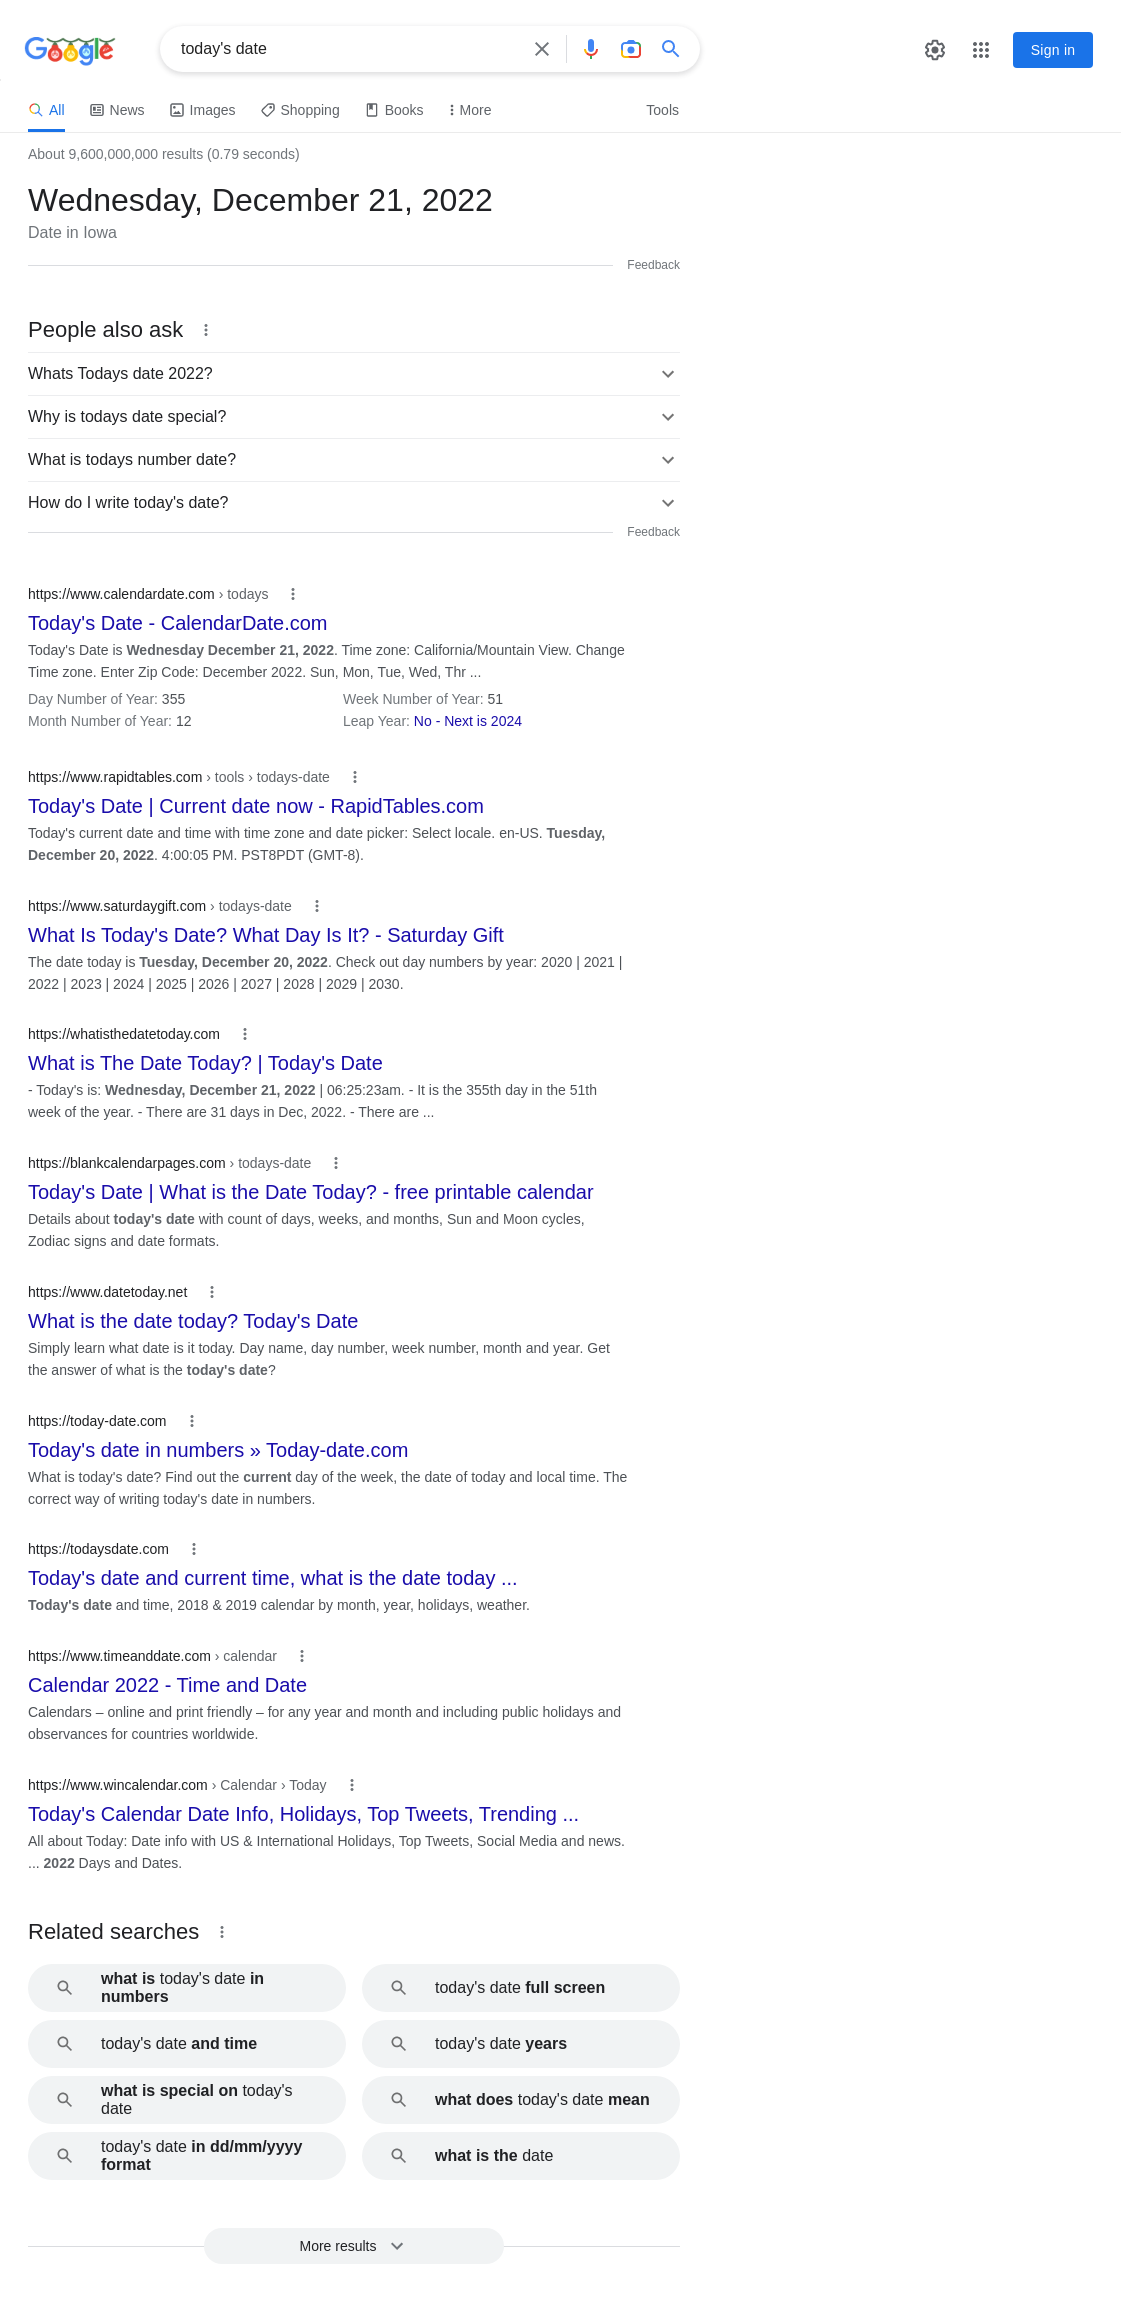 Google
today's date
Sign in
All
News
Images
Shopping
Books
More
Tools
About 9,600,000,000 results (0.79 seconds)
Wednesday, December 21, 2022
Date in Iowa
Feedback
People also ask
Whats Todays date 2022?
Why is todays date special?
What is todays number date?
How do I write today's date?
Feedback
https://www.calendardate.com › todays
Today's Date - CalendarDate.com
Today's Date is Wednesday December 21, 2022. Time zone: California/Mountain View. Change
Time zone. Enter Zip Code: December 2022. Sun, Mon, Tue, Wed, Thr ...
Day Number of Year: 355
Week Number of Year: 51
Month Number of Year: 12
Leap Year: No - Next is 2024
https://www.rapidtables.com › tools › todays-date
Today's Date | Current date now - RapidTables.com
Today's current date and time with time zone and date picker: Select locale. en-US. Tuesday,
December 20, 2022. 4:00:05 PM. PST8PDT (GMT-8).
https://www.saturdaygift.com › todays-date
What Is Today's Date? What Day Is It? - Saturday Gift
The date today is Tuesday, December 20, 2022. Check out day numbers by year: 2020 | 2021 |
2022 | 2023 | 2024 | 2025 | 2026 | 2027 | 2028 | 2029 | 2030.
https://whatisthedatetoday.com
What is The Date Today? | Today's Date
- Today's is: Wednesday, December 21, 2022 | 06:25:23am. - It is the 355th day in the 51th
week of the year. - There are 31 days in Dec, 2022. - There are ...
https://blankcalendarpages.com › todays-date
Today's Date | What is the Date Today? - free printable calendar
Details about today's date with count of days, weeks, and months, Sun and Moon cycles,
Zodiac signs and date formats.
https://www.datetoday.net
What is the date today? Today's Date
Simply learn what date is it today. Day name, day number, week number, month and year. Get
the answer of what is the today's date?
https://today-date.com
Today's date in numbers » Today-date.com
What is today's date? Find out the current day of the week, the date of today and local time. The
correct way of writing today's date in numbers.
https://todaysdate.com
Today's date and current time, what is the date today ...
Today's date and time, 2018 & 2019 calendar by month, year, holidays, weather.
https://www.timeanddate.com › calendar
Calendar 2022 - Time and Date
Calendars – online and print friendly – for any year and month and including public holidays and
observances for countries worldwide.
https://www.wincalendar.com › Calendar › Today
Today's Calendar Date Info, Holidays, Top Tweets, Trending ...
All about Today: Date info with US & International Holidays, Top Tweets, Social Media and news.
... 2022 Days and Dates.
Related searches
what is today's date in
numbers
today's date full screen
today's date and time
today's date years
what is special on today's
date
what does today's date mean
today's date in dd/mm/yyyy
format
what is the date
More results